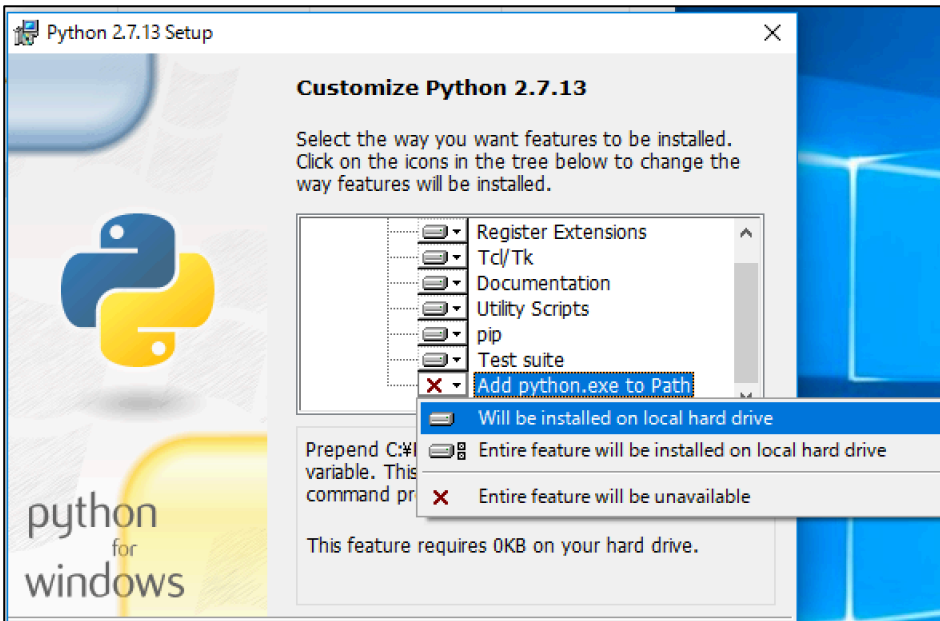 Python 2.7.13 Setup
Customize Python 2.7.13
Select the way you want features to be installed.
Click on the icons in the tree below to change the
way features will be installed.
Register Extensions
Tcl/Tk
Documentation
Utility Scripts
pip
Test suite
Add python.exe to Path
Will be installed on local hard drive
Entire feature will be installed on local hard drive
Entire feature will be unavailable
Prepend C:¥
variable. This
command
This feature requires 0KB on your hard drive.
python
for
windows